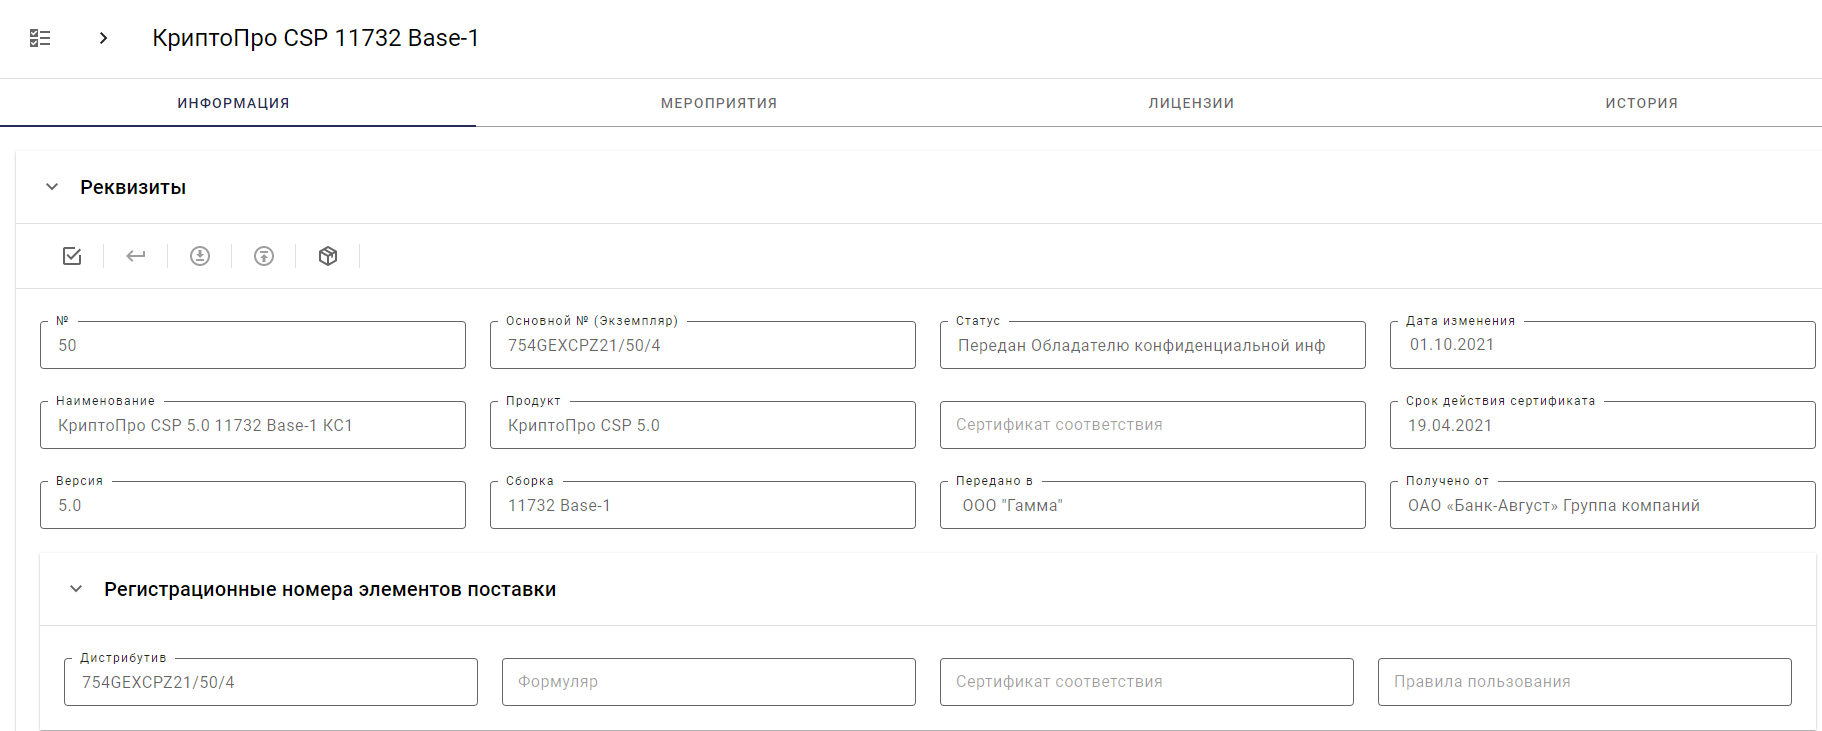 КриптоПро CSP 11732 Base-1
ИНФОРМАЦИЯ МЕРОПРИЯТИЯ ЛИЦЕНЗИИ ИСТОРИЯ
Реквизиты
№ Основной № (Экземпляр) Статус Дата изменения
50 754GEXCPZ21/50/4 Передан Обладателю конфиденциальной инф 01.10.2021
Наименование Продукт Срок действия сертификата
КриптоПро CSP 5.0 11732 Base-1 КС1 КриптоПро CSP 5.0 Сертификат соответствия 19.04.2021
Версия Сборка Передано в Получено от
5.0 11732 Base-1 ООО "Гамма" ОАО «Банк-Август» Группа компаний
Регистрационные номера элементов поставки
Дистрибутив
754GEXCPZ21/50/4 Формуляр Сертификат соответствия Правила пользования